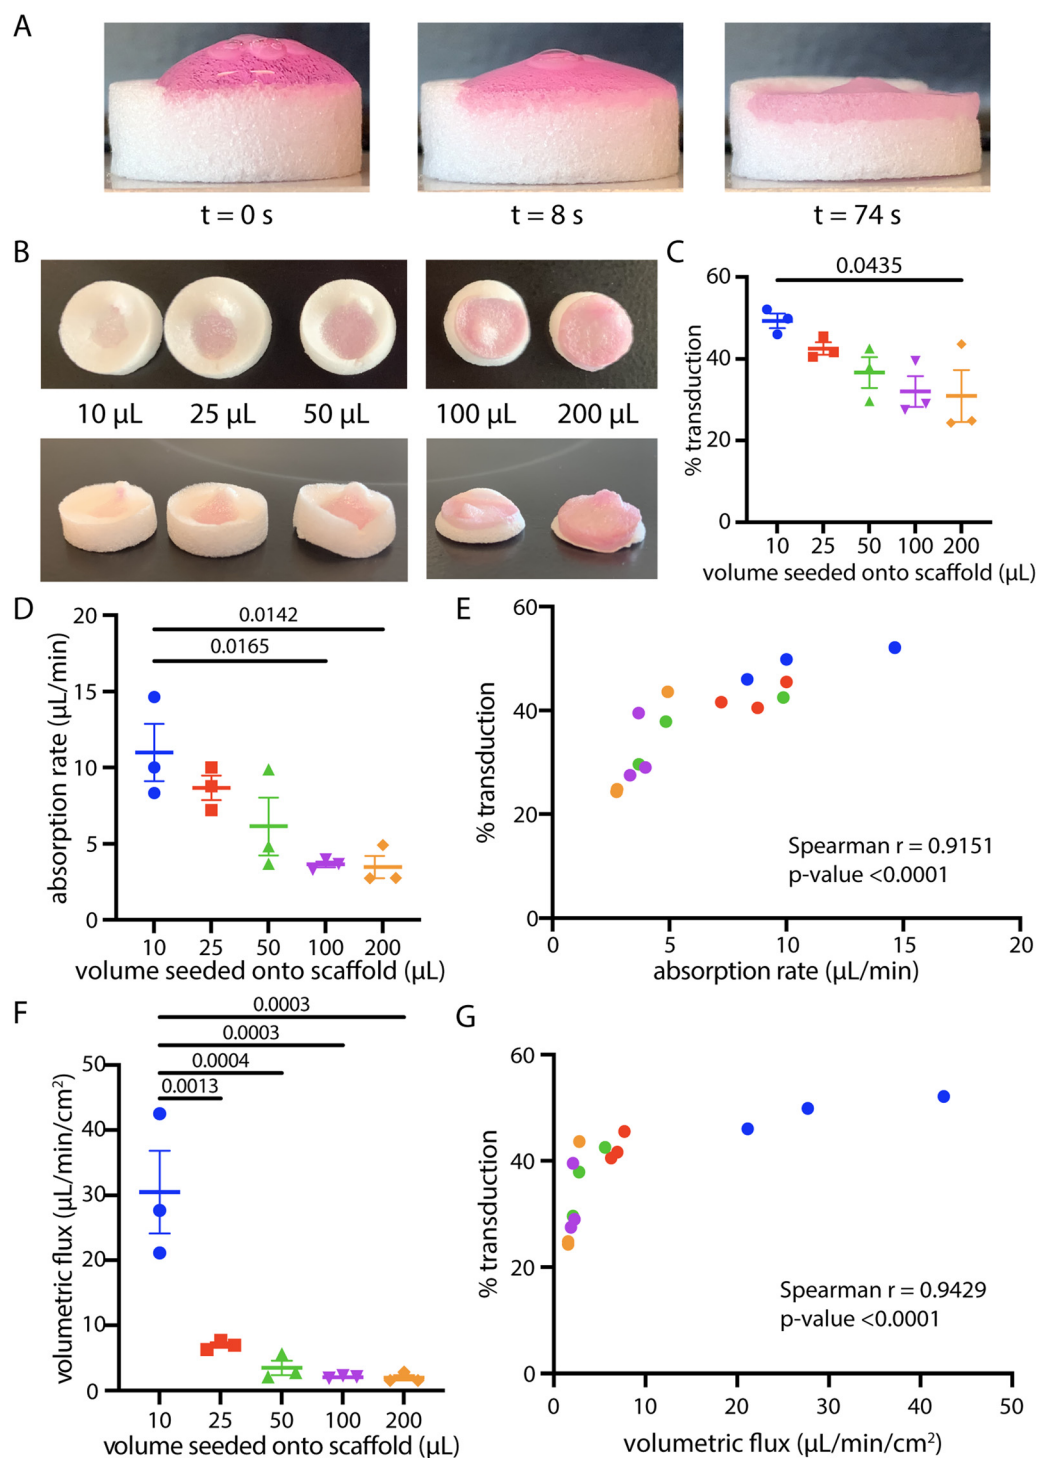 A
t = 0 s
t = 8 s
t = 74 s
B
10 µL
25 µL
50 µL
100 µL
200 µL
C
0.0435
60
40
20
0
% transduction
10
25
50
100
200
volume seeded onto scaffold (µL)
D
0.0142
0.0165
20
15
10
5
0
absorption rate (µL/min)
10
25
50
100
200
volume seeded onto scaffold (µL)
E
60
40
20
0
% transduction
Spearman r = 0.9151
p-value <0.0001
0
5
10
15
20
absorption rate (µL/min)
F
0.0003
0.0003
0.0004
0.0013
50
40
30
20
10
0
volumetric flux (µL/min/cm²)
10
25
50
100
200
volume seeded onto scaffold (µL)
G
60
40
20
0
% transduction
Spearman r = 0.9429
p-value <0.0001
0
10
20
30
40
50
volumetric flux (µL/min/cm²)